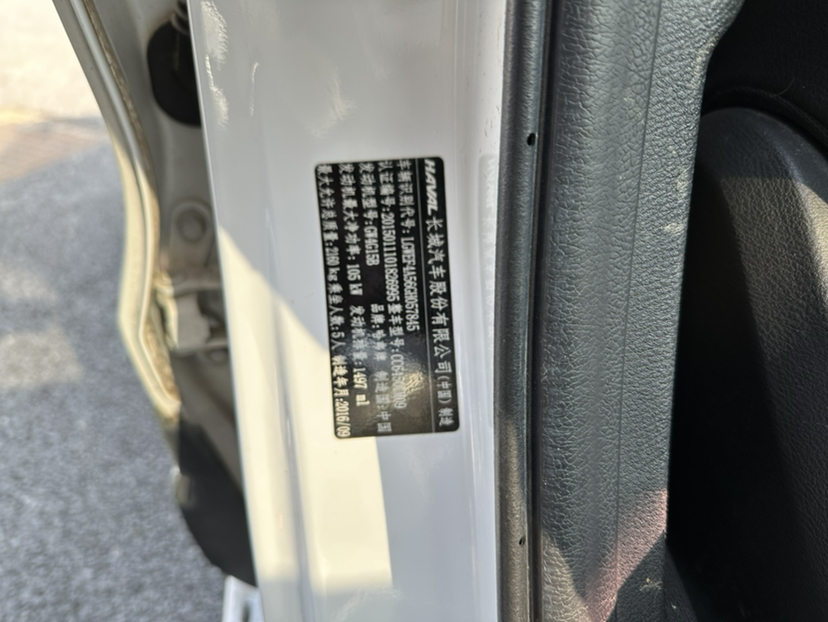 HAVAL 长城汽车股份有限公司(中国)制造
车辆识别代号:LGWEF4A56GH057845
认证编号:2015011101826995 整车型号:
发动机型号:GW4G15B 品牌:哈弗牌 制造国:中国
发动机最大净功率:105 kW 发动机排量:1497 ml
最大允许总质量:2160 kg 乘坐人数:5人 制造年月:2016/09